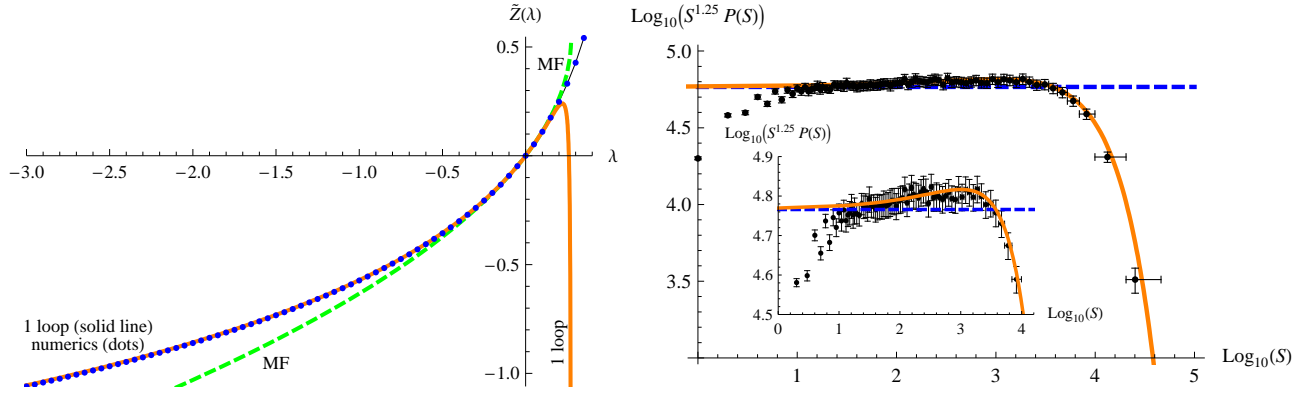 Z̃(λ)
0.5
MF
-3.0 -2.5 -2.0 -1.5 -1.0 -0.5 λ
-0.5
1 loop (solid line)
numerics (dots)
MF
1 loop
-1.0
Log₁₀(S^1.25 P(S))
5.0
4.5
4.0
3.5
1 2 3 4 5 Log₁₀(S)
Log₁₀(S^1.25 P(S))
4.9
4.8
4.7
4.6
4.5
0 1 2 3 4 Log₁₀(S)